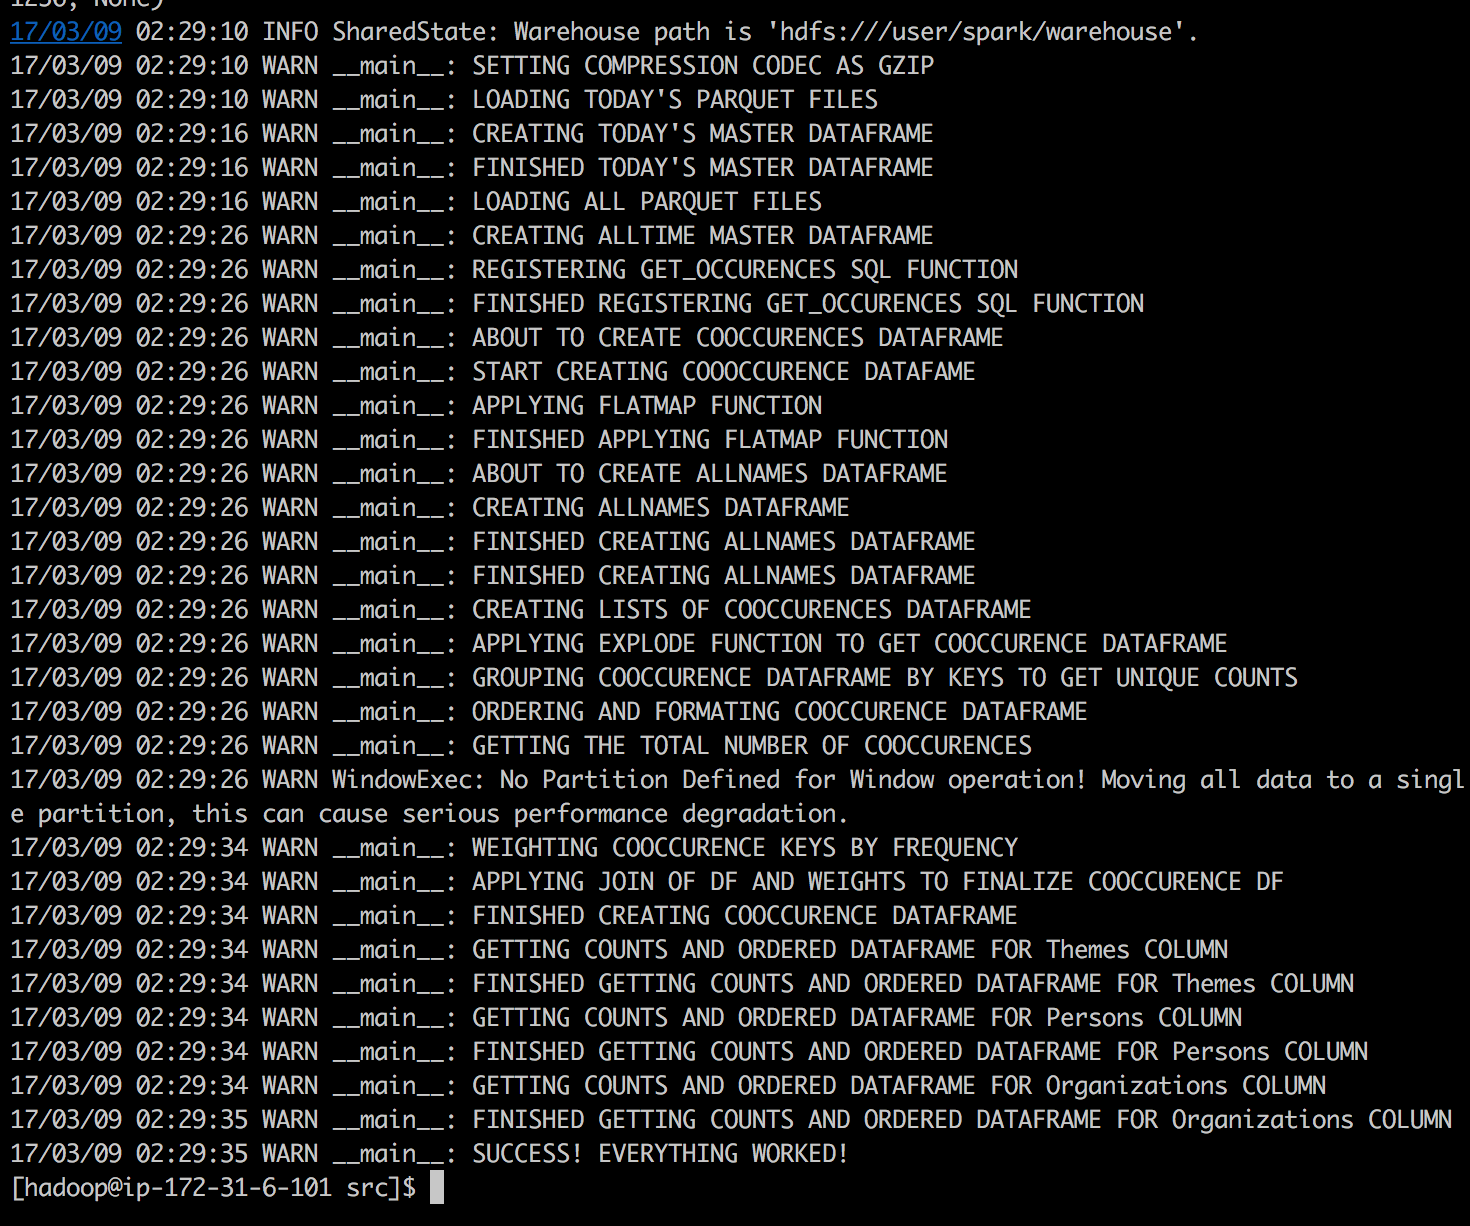 1236, None)
17/03/09 02:29:10 INFO SharedState: Warehouse path is 'hdfs:///user/spark/warehouse'.
17/03/09 02:29:10 WARN __main__: SETTING COMPRESSION CODEC AS GZIP
17/03/09 02:29:10 WARN __main__: LOADING TODAY'S PARQUET FILES
17/03/09 02:29:16 WARN __main__: CREATING TODAY'S MASTER DATAFRAME
17/03/09 02:29:16 WARN __main__: FINISHED TODAY'S MASTER DATAFRAME
17/03/09 02:29:16 WARN __main__: LOADING ALL PARQUET FILES
17/03/09 02:29:26 WARN __main__: CREATING ALLTIME MASTER DATAFRAME
17/03/09 02:29:26 WARN __main__: REGISTERING GET_OCCURENCES SQL FUNCTION
17/03/09 02:29:26 WARN __main__: FINISHED REGISTERING GET_OCCURENCES SQL FUNCTION
17/03/09 02:29:26 WARN __main__: ABOUT TO CREATE COOCCURENCES DATAFRAME
17/03/09 02:29:26 WARN __main__: START CREATING COOOCCURENCE DATAFAME
17/03/09 02:29:26 WARN __main__: APPLYING FLATMAP FUNCTION
17/03/09 02:29:26 WARN __main__: FINISHED APPLYING FLATMAP FUNCTION
17/03/09 02:29:26 WARN __main__: ABOUT TO CREATE ALLNAMES DATAFRAME
17/03/09 02:29:26 WARN __main__: CREATING ALLNAMES DATAFRAME
17/03/09 02:29:26 WARN __main__: FINISHED CREATING ALLNAMES DATAFRAME
17/03/09 02:29:26 WARN __main__: FINISHED CREATING ALLNAMES DATAFRAME
17/03/09 02:29:26 WARN __main__: CREATING LISTS OF COOCCURENCES DATAFRAME
17/03/09 02:29:26 WARN __main__: APPLYING EXPLODE FUNCTION TO GET COOCCURENCE DATAFRAME
17/03/09 02:29:26 WARN __main__: GROUPING COOCCURENCE DATAFRAME BY KEYS TO GET UNIQUE COUNTS
17/03/09 02:29:26 WARN __main__: ORDERING AND FORMATING COOCCURENCE DATAFRAME
17/03/09 02:29:26 WARN __main__: GETTING THE TOTAL NUMBER OF COOCCURENCES
17/03/09 02:29:26 WARN WindowExec: No Partition Defined for Window operation! Moving all data to a singl
e partition, this can cause serious performance degradation.
17/03/09 02:29:34 WARN __main__: WEIGHTING COOCCURENCE KEYS BY FREQUENCY
17/03/09 02:29:34 WARN __main__: APPLYING JOIN OF DF AND WEIGHTS TO FINALIZE COOCCURENCE DF
17/03/09 02:29:34 WARN __main__: FINISHED CREATING COOCCURENCE DATAFRAME
17/03/09 02:29:34 WARN __main__: GETTING COUNTS AND ORDERED DATAFRAME FOR Themes COLUMN
17/03/09 02:29:34 WARN __main__: FINISHED GETTING COUNTS AND ORDERED DATAFRAME FOR Themes COLUMN
17/03/09 02:29:34 WARN __main__: GETTING COUNTS AND ORDERED DATAFRAME FOR Persons COLUMN
17/03/09 02:29:34 WARN __main__: FINISHED GETTING COUNTS AND ORDERED DATAFRAME FOR Persons COLUMN
17/03/09 02:29:34 WARN __main__: GETTING COUNTS AND ORDERED DATAFRAME FOR Organizations COLUMN
17/03/09 02:29:35 WARN __main__: FINISHED GETTING COUNTS AND ORDERED DATAFRAME FOR Organizations COLUMN
17/03/09 02:29:35 WARN __main__: SUCCESS! EVERYTHING WORKED!
[hadoop@ip-172-31-6-101 src]$